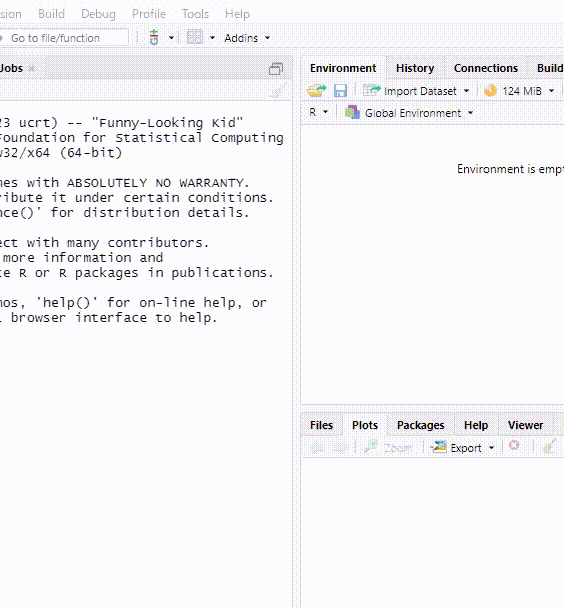 sion Build Debug Profile Tools Help
Go to file/function Addins
Jobs
Environment History Connections Build
Import Dataset 124 MiB
R Global Environment
23 ucrt) -- "Funny-Looking Kid"
Foundation for Statistical Computing
w32/x64 (64-bit)
Environment is empt
mes with ABSOLUTELY NO WARRANTY.
ribute it under certain conditions.
nce()' for distribution details.
ect with many contributors.
more information and
te R or R packages in publications.
mos, 'help()' for on-line help, or
browser interface to help.
Files Plots Packages Help Viewer
Zoom Export